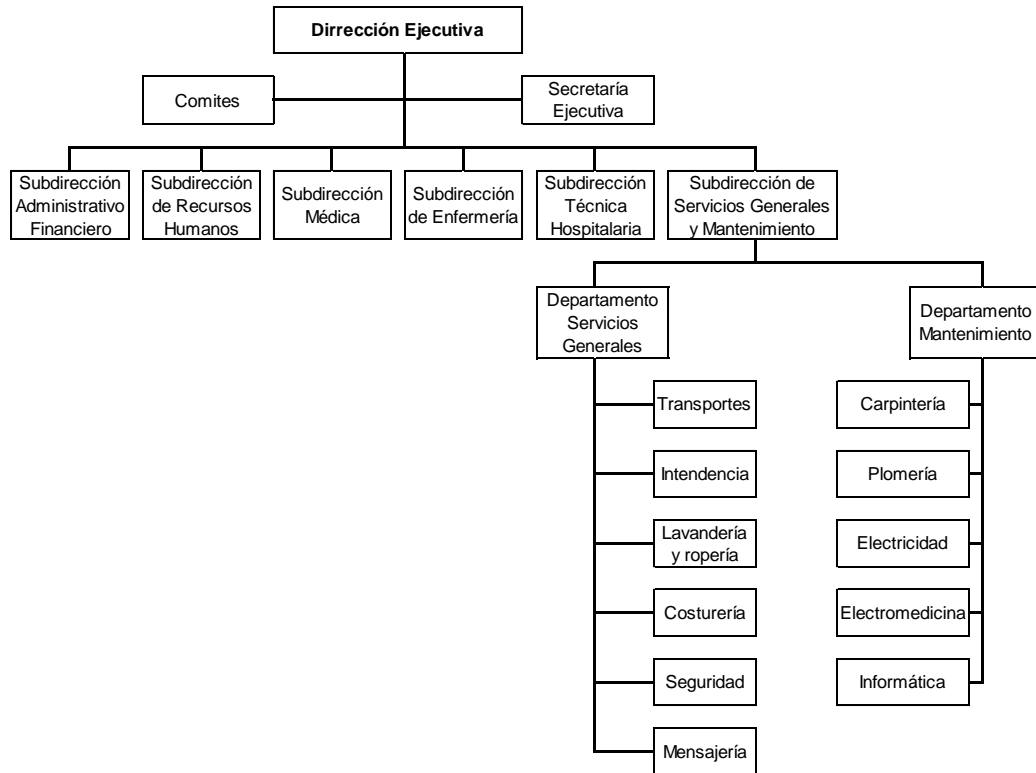 Dirrección Ejecutiva
Comites
Secretaría
Ejecutiva
Subdirección
Administrativo
Financiero
Subdirección
de Recursos
Humanos
Subdirección
Médica
Subdirección
de Enfermería
Subdirección
Técnica
Hospitalaria
Subdirección de
Servicios Generales
y Mantenimiento
Departamento
Servicios
Generales
Departamento
Mantenimiento
Transportes
Carpintería
Intendencia
Plomería
Lavandería
y ropería
Electricidad
Costurería
Electromedicina
Seguridad
Informática
Mensajería